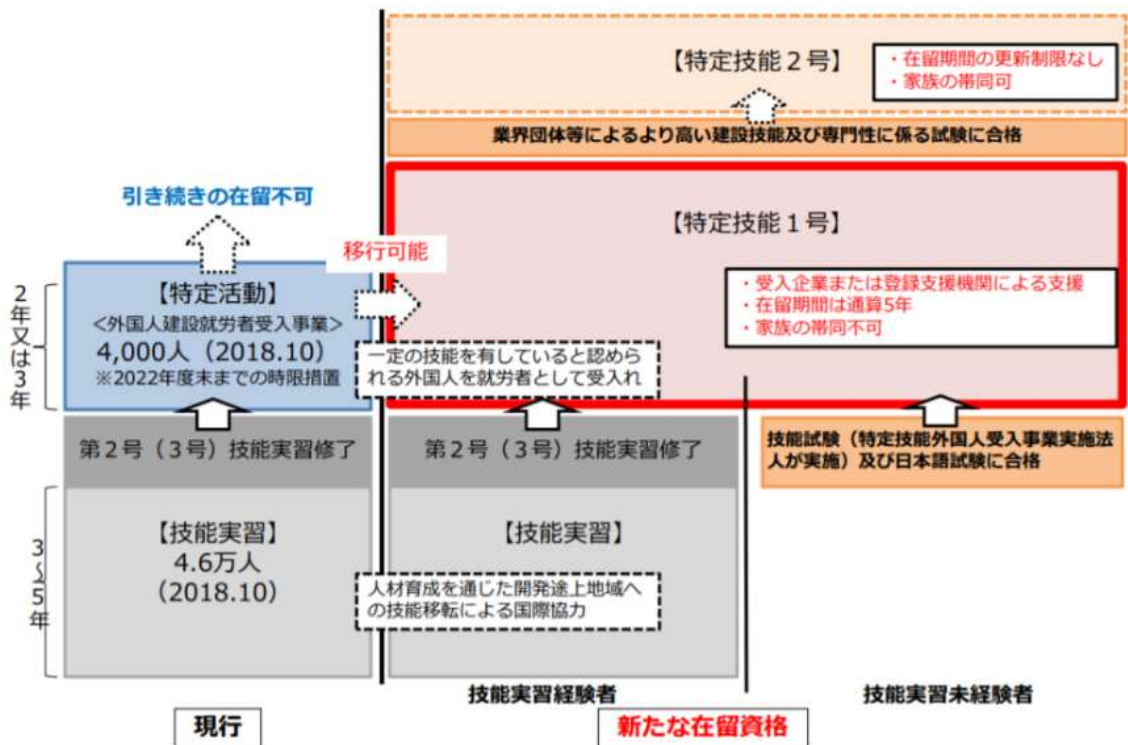 【特定技能２号】
・在留期間の更新制限なし
・家族の帯同可
業界団体等によるより高い建設技能及び専門性に係る試験に合格
引き続きの在留不可
移行可能
【特定技能１号】
・受入企業または登録支援機関による支援
・在留期間は通算5年
・家族の帯同不可
2年又は3年
【特定活動】
<外国人建設就労者受入事業>
4,000人（2018.10）
※2022年度末までの時限措置
一定の技能を有していると認めら
れる外国人を就労者として受入れ
第２号（３号）技能実習修了
第２号（３号）技能実習修了
技能試験（特定技能外国人受入事業実施法
人が実施）及び日本語試験に合格
3～5年
【技能実習】
4.6万人
（2018.10）
【技能実習】
人材育成を通じた開発途上地域へ
の技能移転による国際協力
技能実習経験者
技能実習未経験者
現行
新たな在留資格